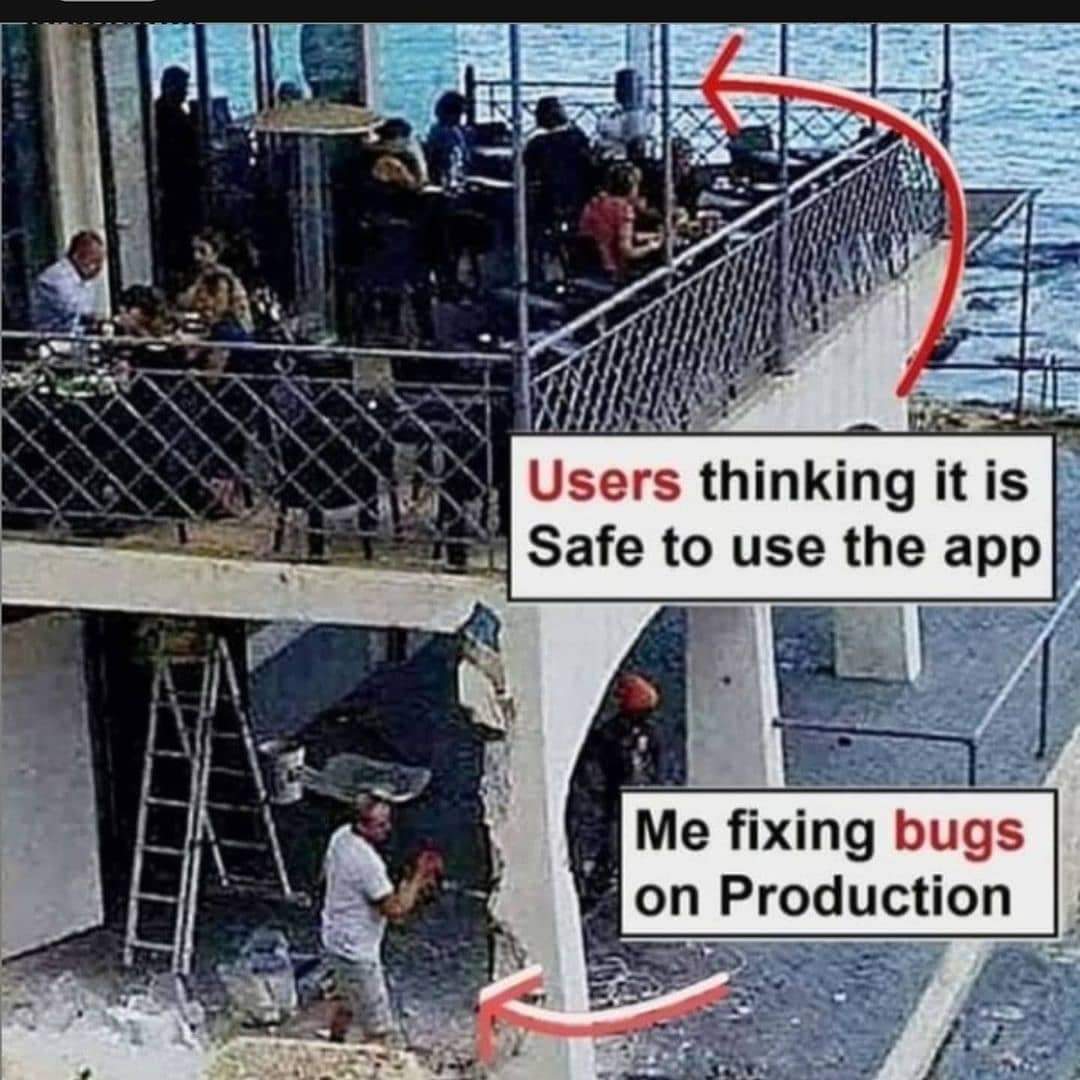 Users thinking it is
Safe to use the app
Me fixing bugs
on Production